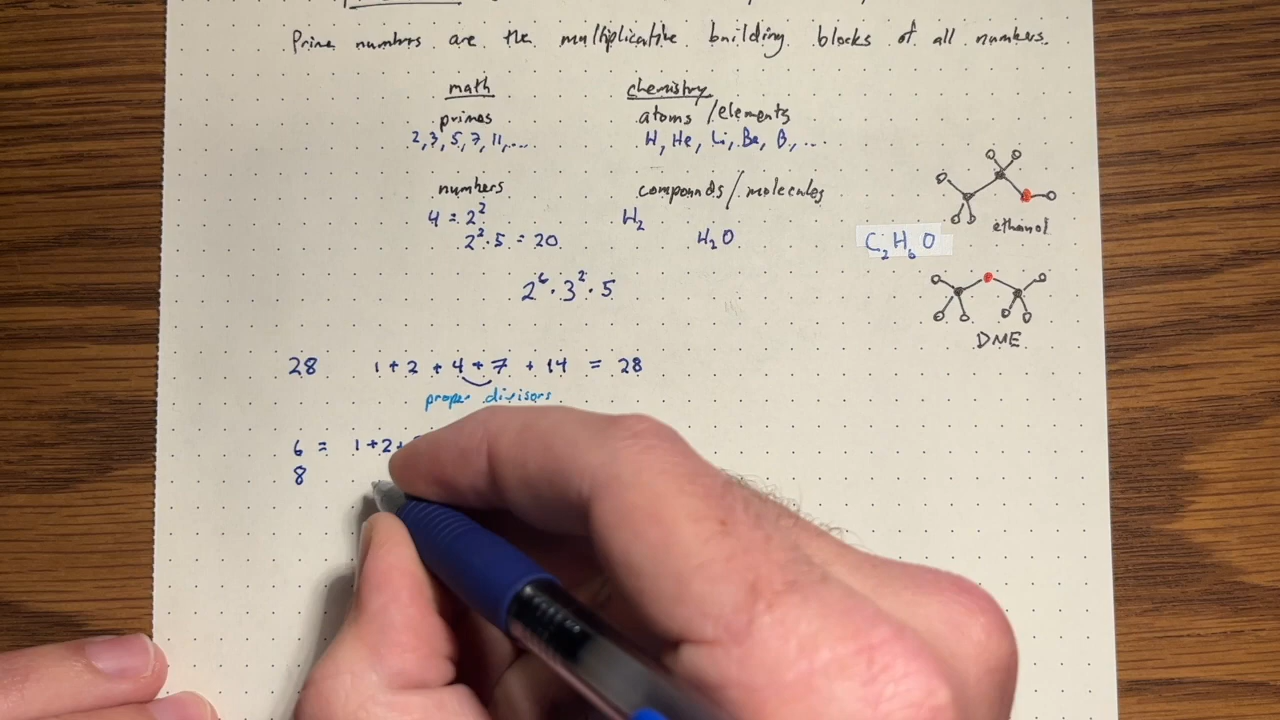 Prime numbers are the multiplicative building blocks of all numbers.
math
primes
2, 3, 5, 7, 11, ...
numbers
4 = 2²
2² · 5 = 20
chemistry
atoms / elements
H, He, Li, Be, B, ...
compounds / molecules
H₂
H₂O
2⁶ · 3² · 5
ethanol
C₂H₆O
DME
28 1 + 2 + 4 + 7 + 14 = 28
proper divisors
6 = 1 + 2 +
8